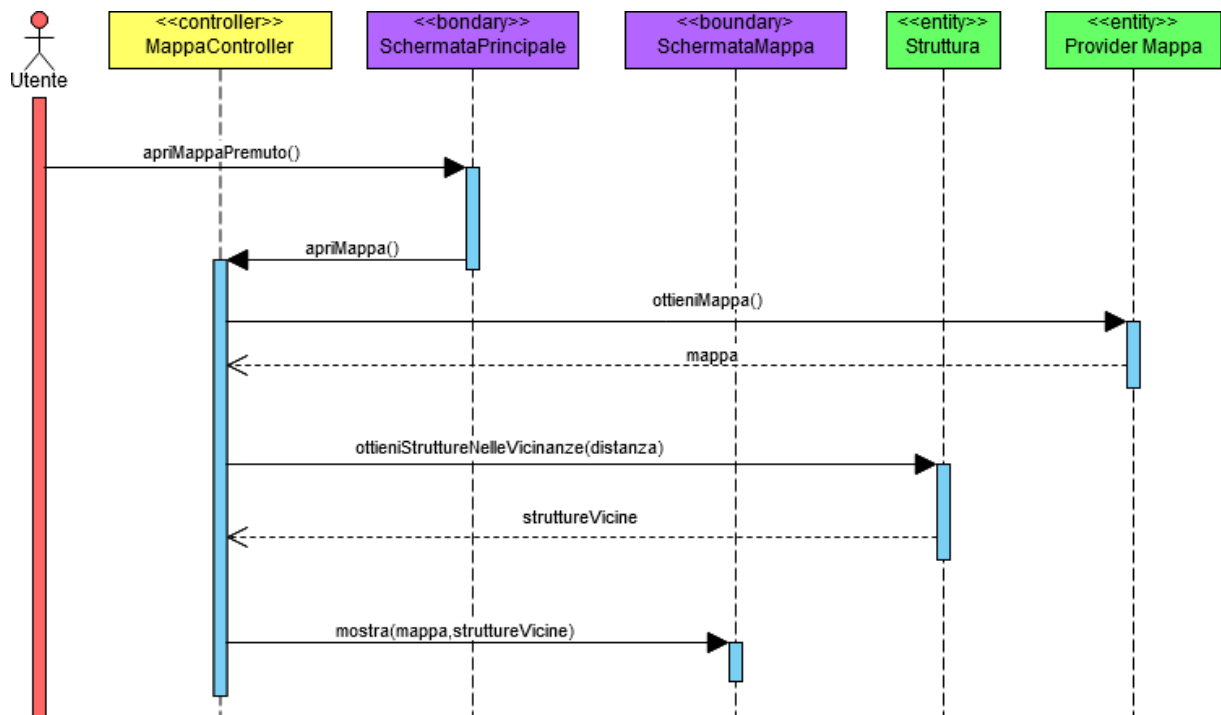 <<controller>>
MappaController
<<bondary>
SchermataPrincipale
<<boundary>
SchermataMappa
<<entity>>
Struttura
<<entity>>
Provider Mappa
Utente
apriMappaPremuto()
apriMappa()
ottieniMappa()
mappa
ottieniStruttureNelleVicinanze(distanza)
struttureVicine
mostra(mappa,struttureVicine)